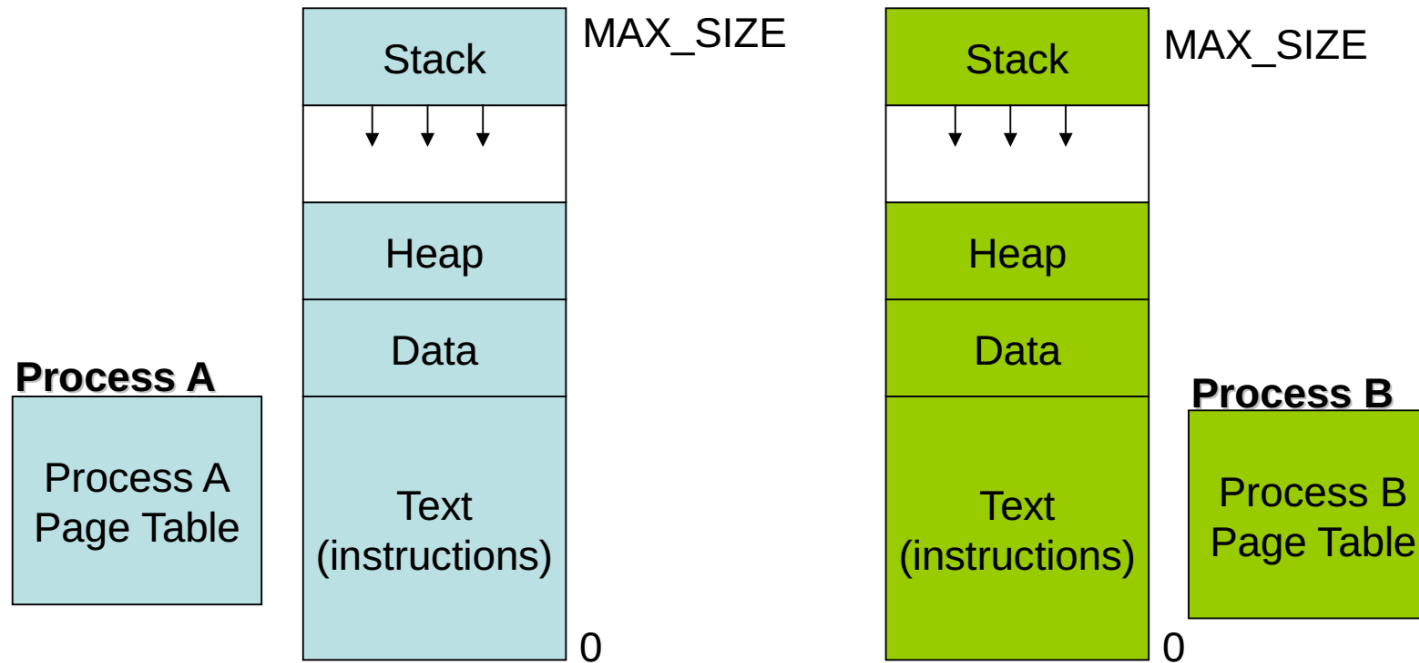 Stack
MAX_SIZE
Heap
Data
Process A
Process A
Page Table
Text
(instructions)
0
Stack
MAX_SIZE
Heap
Data
Process B
Text
(instructions)
Process B
Page Table
0